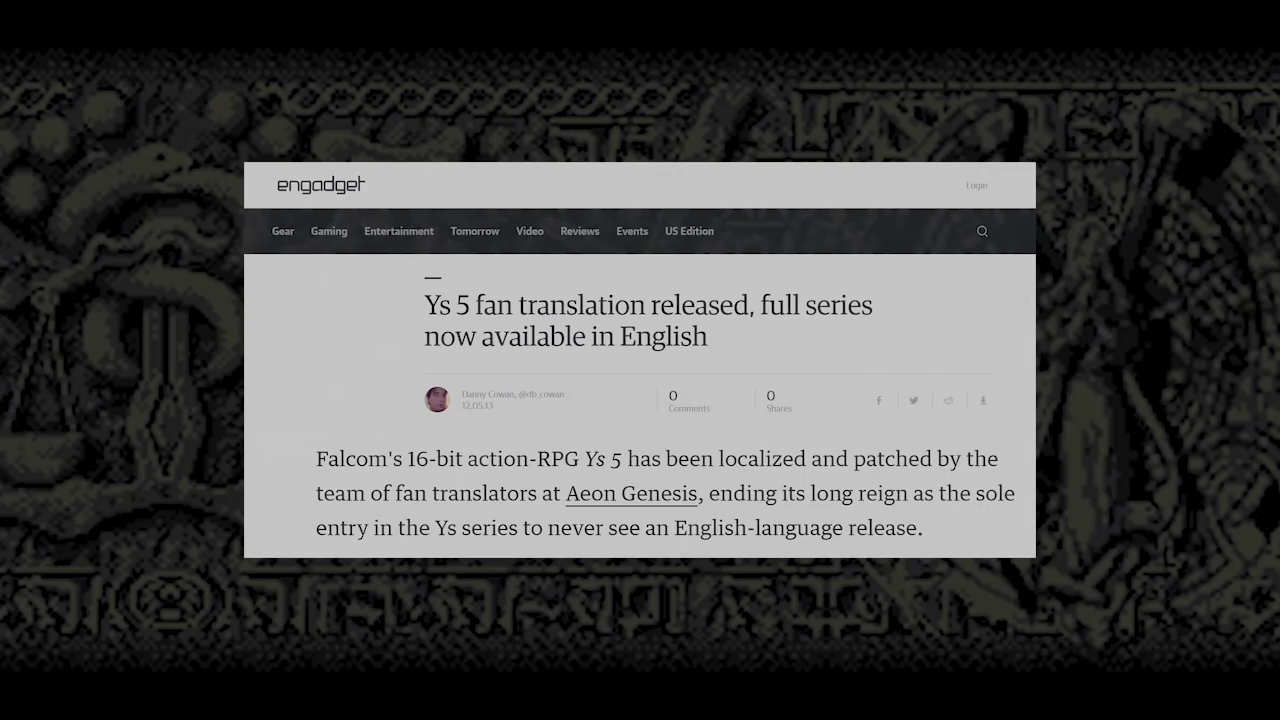 engadget
Login
Gear Gaming Entertainment Tomorrow Video Reviews Events US Edition
Ys 5 fan translation released, full series
now available in English
Danny Cowan, @db_cowan
12.05.13
0
Comments
0
Shares
Falcom's 16-bit action-RPG Ys 5 has been localized and patched by the
team of fan translators at Aeon Genesis, ending its long reign as the sole
entry in the Ys series to never see an English-language release.